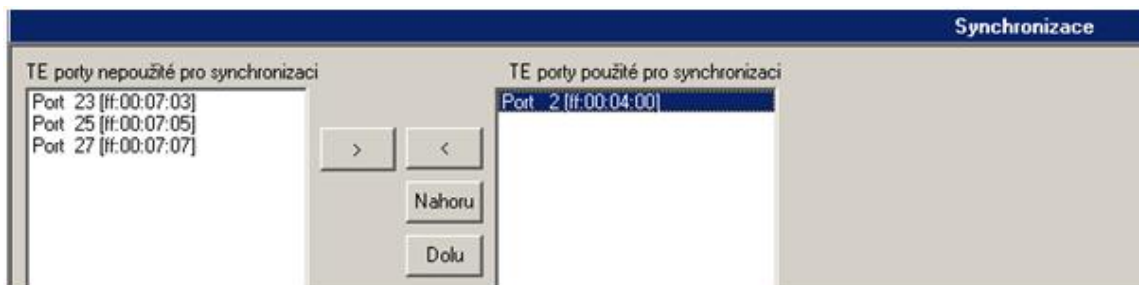 Synchronizace
TE porty nepoužité pro synchronizaci
Port 23 [ff:00:07:03]
Port 25 [ff:00:07:05]
Port 27 [ff:00:07:07]
>
<
Nahoru
Dolu
TE porty použité pro synchronizaci
Port 2 [ff:00:04:00]